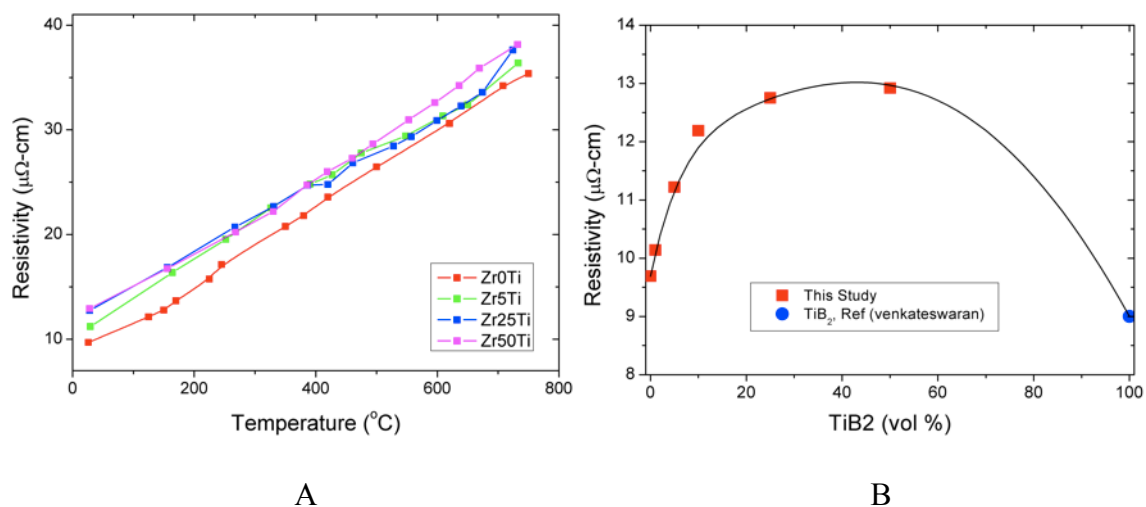 40
30
20
10
0
200
400
600
800
Resistivity (μΩ-cm)
Temperature (°C)
Zr0Ti
Zr5Ti
Zr25Ti
Zr50Ti
A
14
13
12
11
10
9
8
0
20
40
60
80
100
Resistivity (μΩ-cm)
TiB2 (vol %)
This Study
TiB₂, Ref (venkateswaran)
B